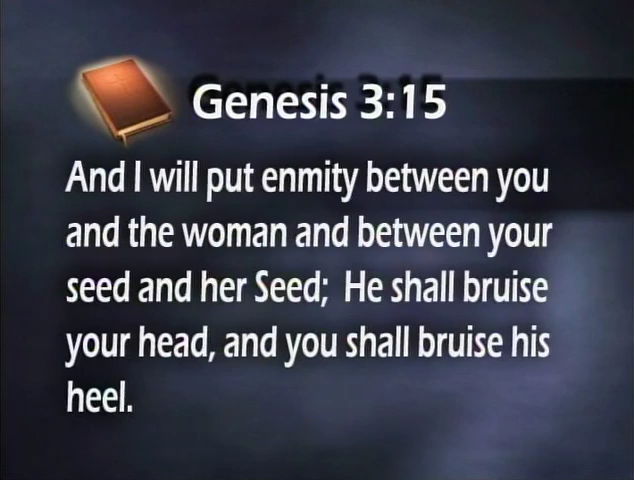 Genesis 3:15
And I will put enmity between you
and the woman and between your
seed and her Seed;  He shall bruise
your head, and you shall bruise his
heel.